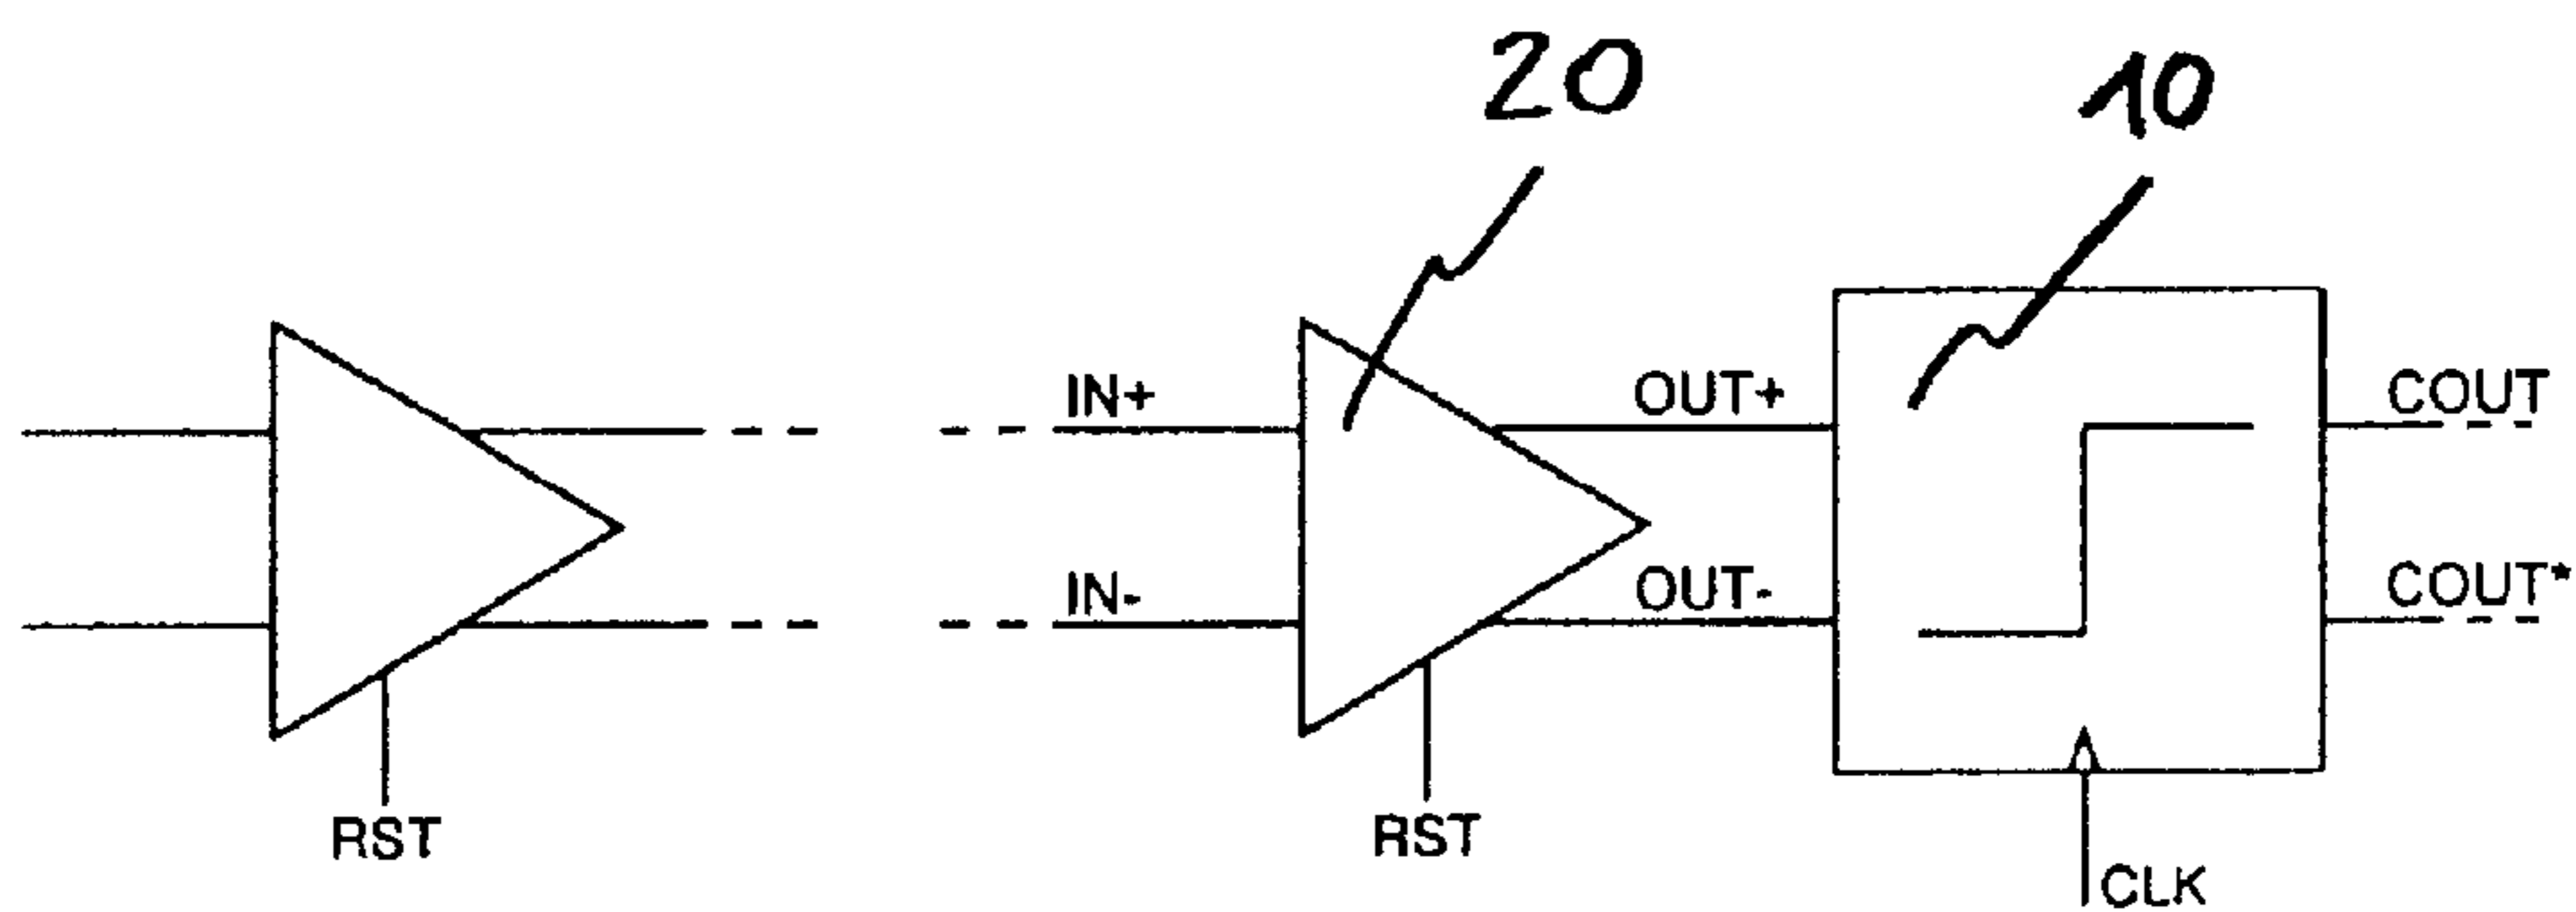 20 10
IN+ OUT+ COUT
IN- OUT- COUT*
RST RST
CLK